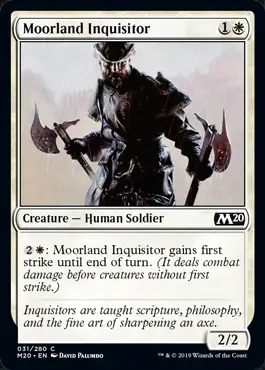 Moorland Inquisitor 1
Creature — Human Soldier M20
2: Moorland Inquisitor gains first
strike until end of turn. (It deals combat
damage before creatures without first
strike.)
Inquisitors are taught scripture, philosophy,
and the fine art of sharpening an axe.
2/2
031/280 C
M20 • EN DAVID PALUMBO
™ & © 2019 Wizards of the Coast